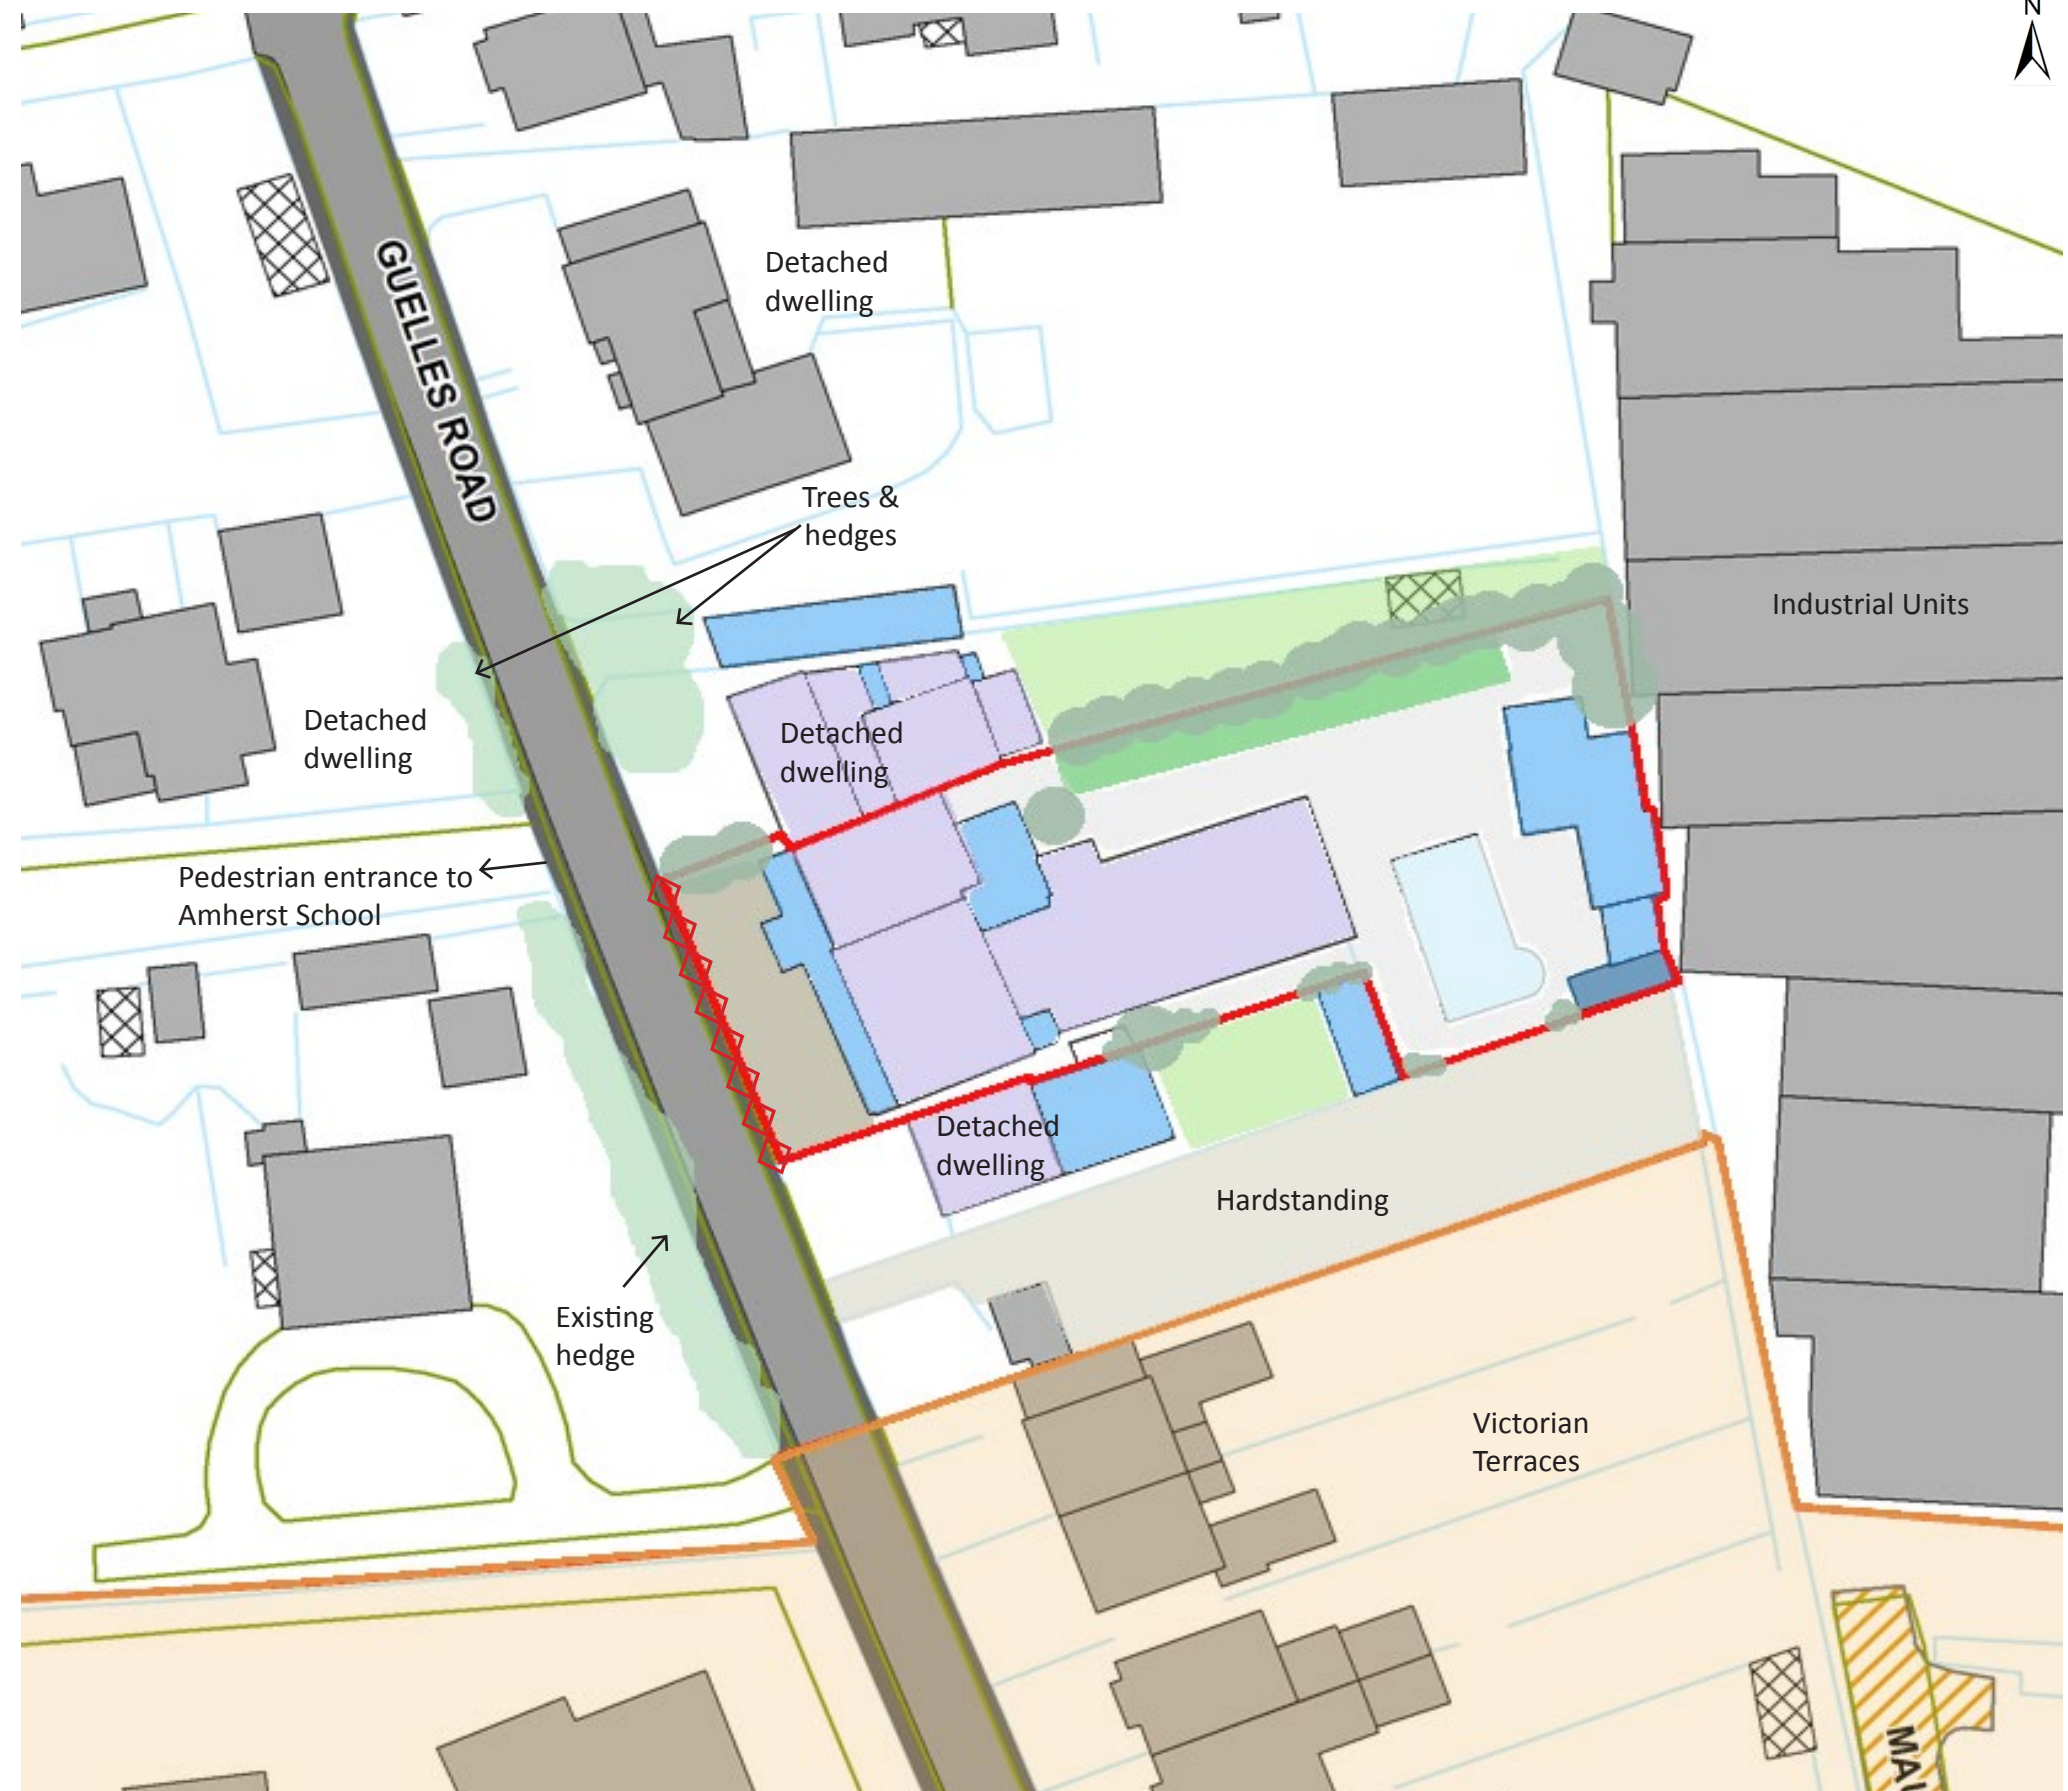 N
GUELLES ROAD
Detached
dwelling
Trees &
hedges
Industrial Units
Detached
dwelling
Detached
dwelling
Pedestrian entrance to
Amherst School
Detached
dwelling
Hardstanding
Existing
hedge
Victorian
Terraces